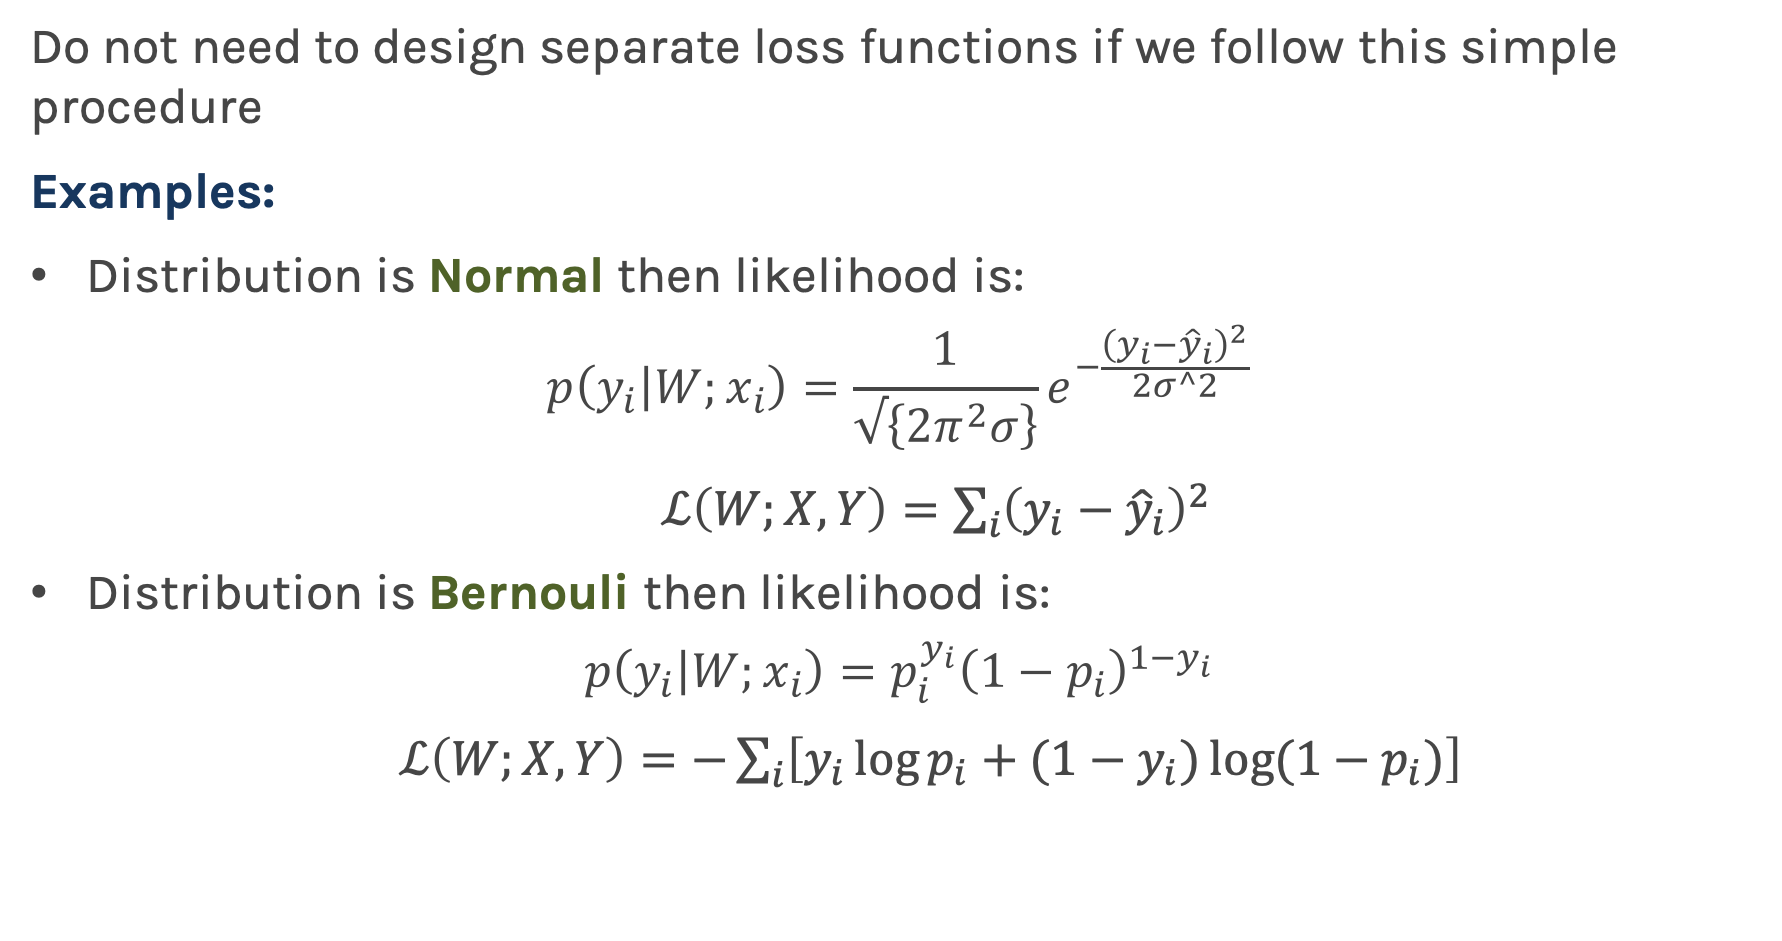 Do not need to design separate loss functions if we follow this simple
procedure
Examples:
• Distribution is Normal then likelihood is:
p(y_i|W; x_i) = \frac{1}{√{2π^2σ}} e^{-\frac{(y_i−ŷ_i)^2}{2σ^2}}
ℒ(W; X, Y) = ∑_i(y_i − ŷ_i)^2
• Distribution is Bernouli then likelihood is:
p(y_i|W; x_i) = p_i^{y_i}(1 − p_i)^{1−y_i}
ℒ(W; X, Y) = − ∑_i[y_i log p_i + (1 − y_i) log(1 − p_i)]